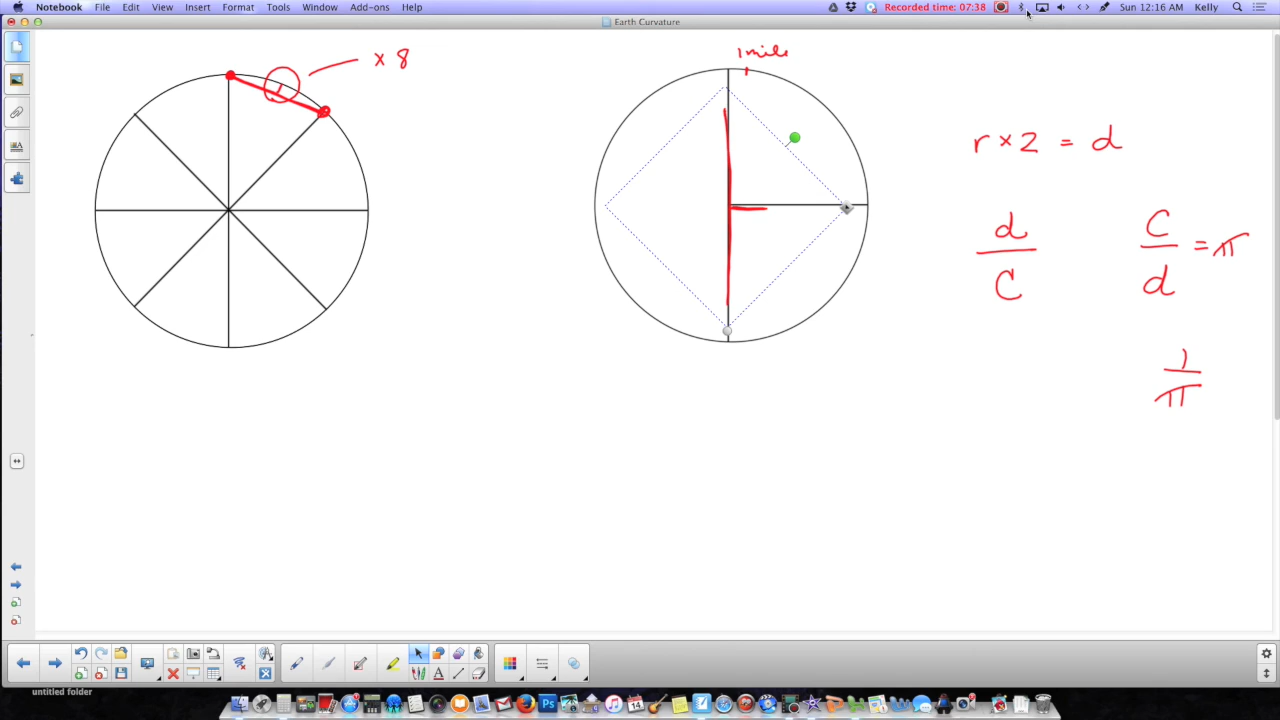 Notebook File Edit View Insert Format Tools Window Add-ons Help Recorded time: 07:38 Sun 12:16 AM Kelly
Earth Curvature
x 8
1 mile
r × 2 = d
d
C
C
d
= π
1
π
A
untitled folder
14